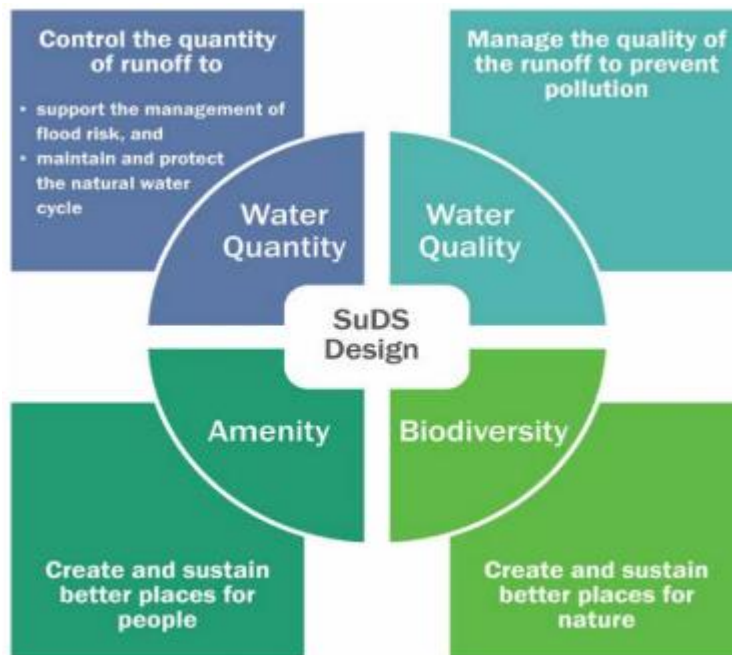 Control the quantity
of runoff to
• support the management of
flood risk, and
• maintain and protect
the natural water
cycle
Manage the quality of
the runoff to prevent
pollution
Water
Quantity
Water
Quality
SuDS
Design
Amenity
Biodiversity
Create and sustain
better places for
people
Create and sustain
better places for
nature